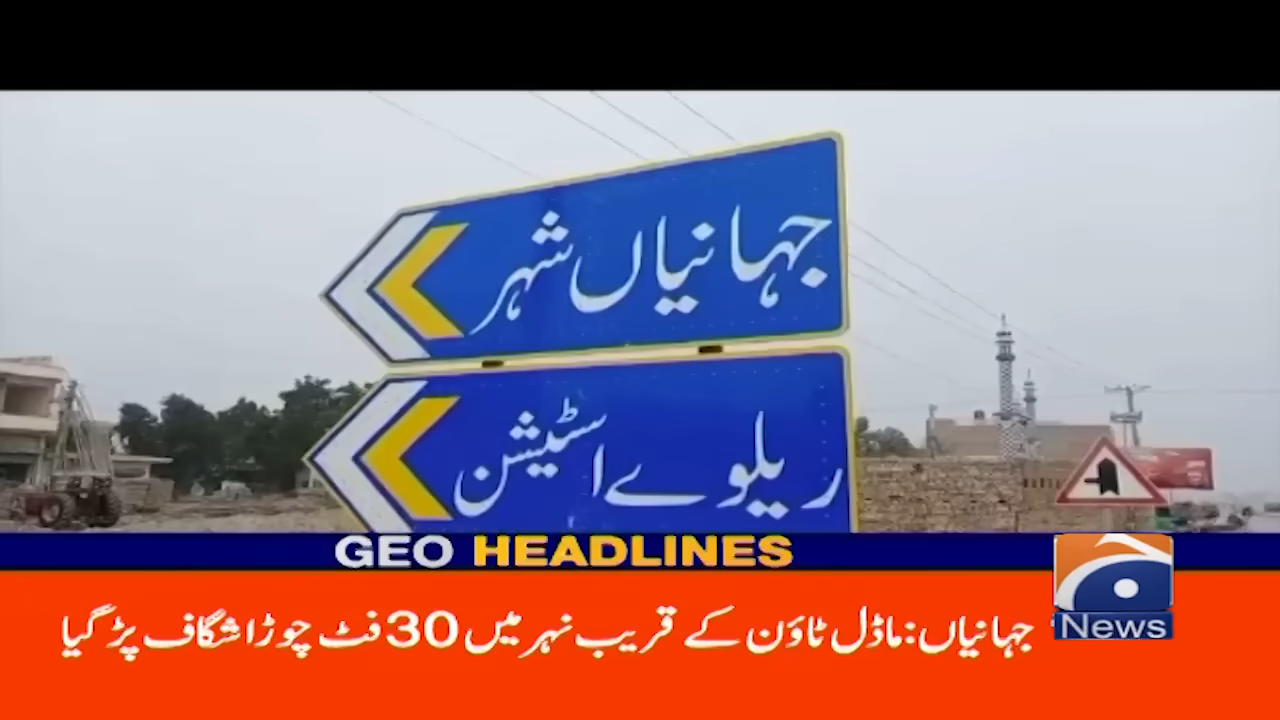 جہانیاں شہر
ریلوے اسٹیشن
GEO HEADLINES
جہانیاں: ماڈل ٹاؤن کے قریب نہر میں 30 فٹ چوڑا شگاف پڑ گیا
News